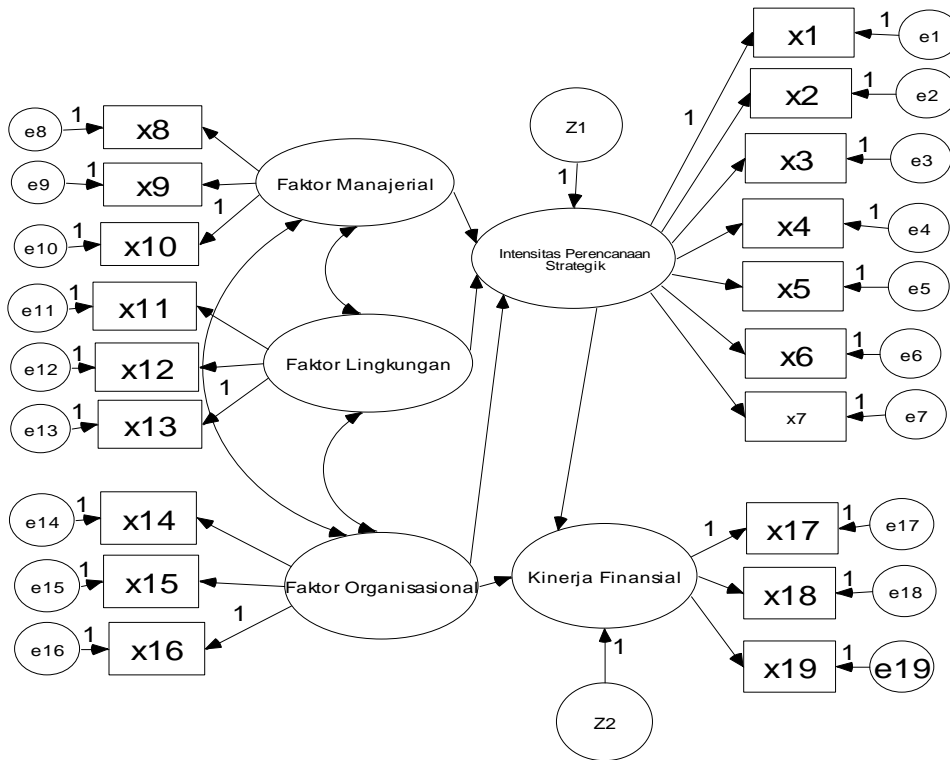 x1
1
e1
1
x2
1
e2
Z1
1
x3
1
e3
x4
1
e4
x5
1
e5
x6
1
e6
x7
1
e7
Intensitas Perencanaan
Strategik
e8
1
x8
e9
1
x9
e10
1
x10
1
Faktor Manajerial
e11
1
x11
e12
1
x12
e13
1
x13
1
Faktor Lingkungan
e14
1
x14
e15
1
x15
e16
1
x16
1
Faktor Organisasional
Kinerja Finansial
1
x17
1
e17
x18
1
e18
x19
1
e19
1
Z2